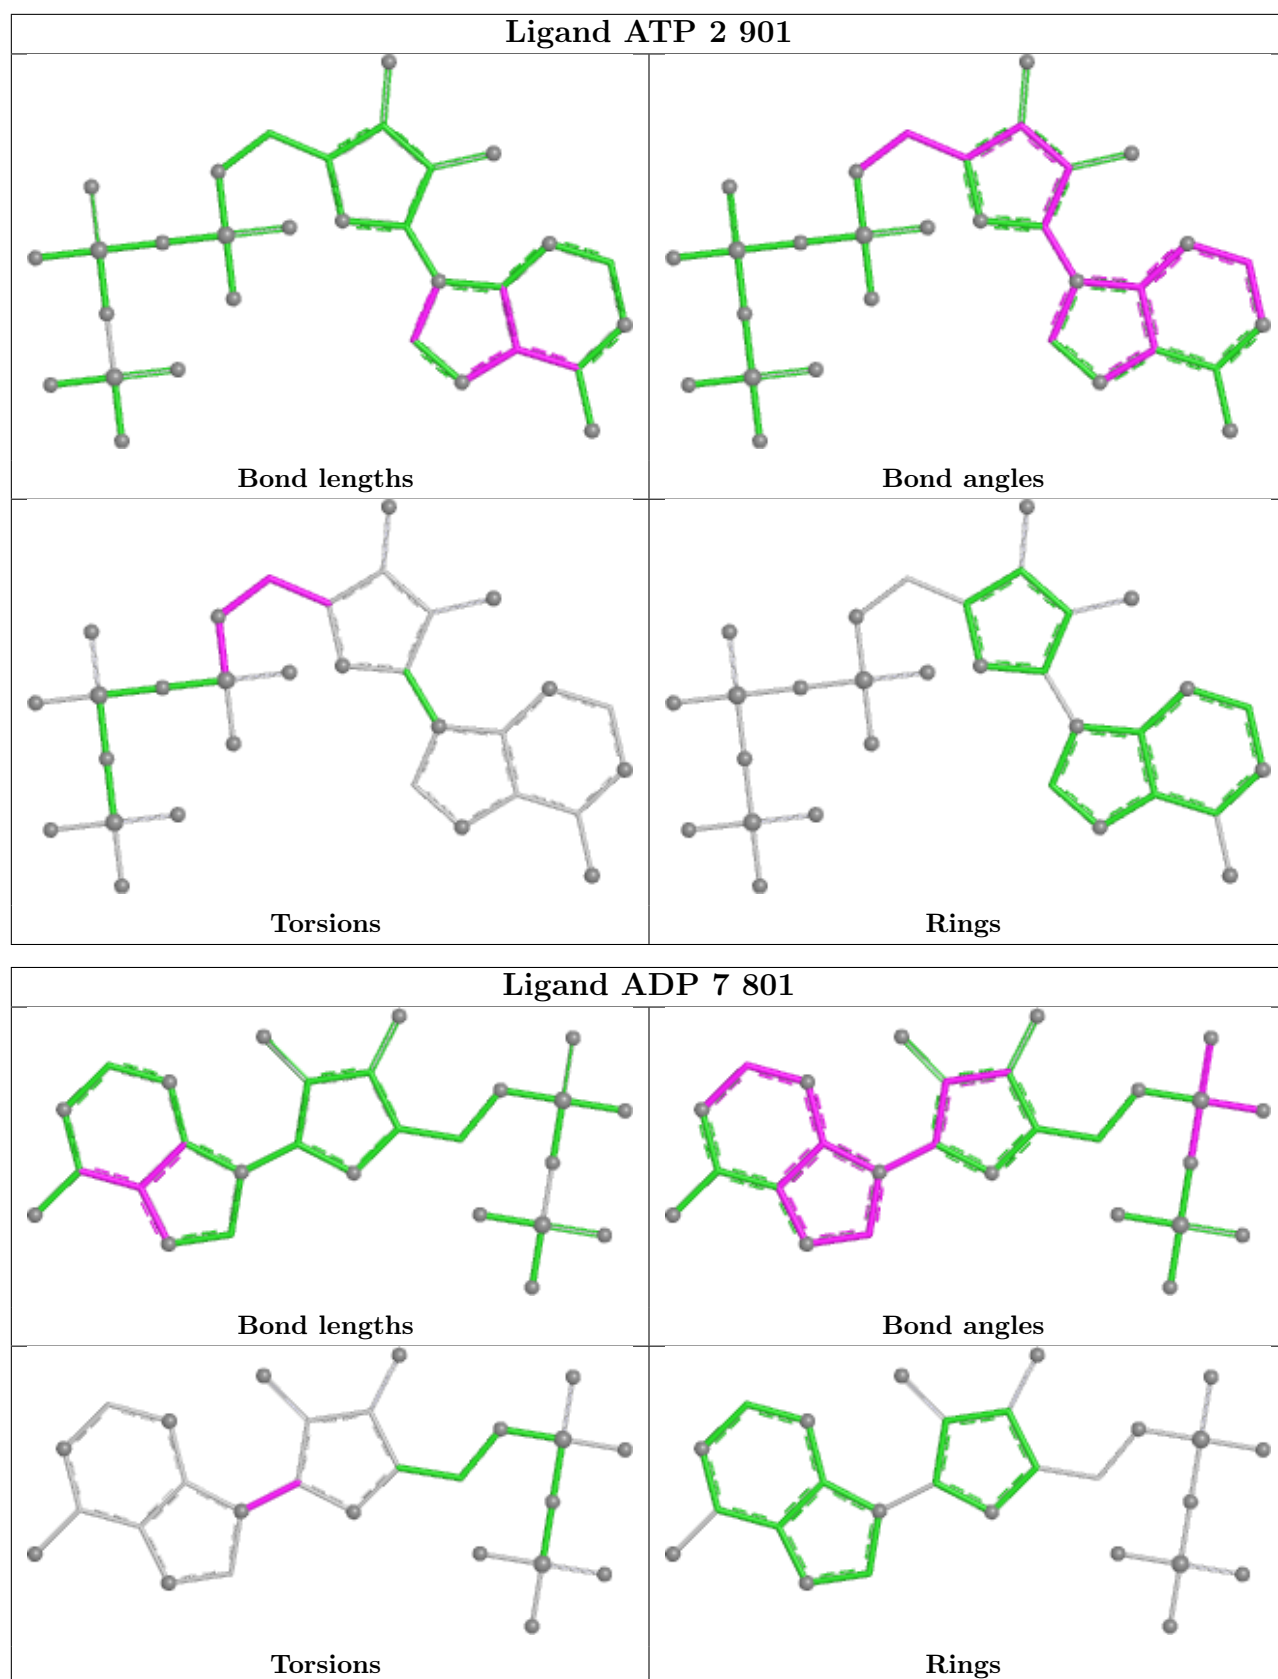 Ligand ATP 2 901
Bond lengths
Bond angles
Torsions
Rings
Ligand ADP 7 801
Bond lengths
Bond angles
Torsions
Rings